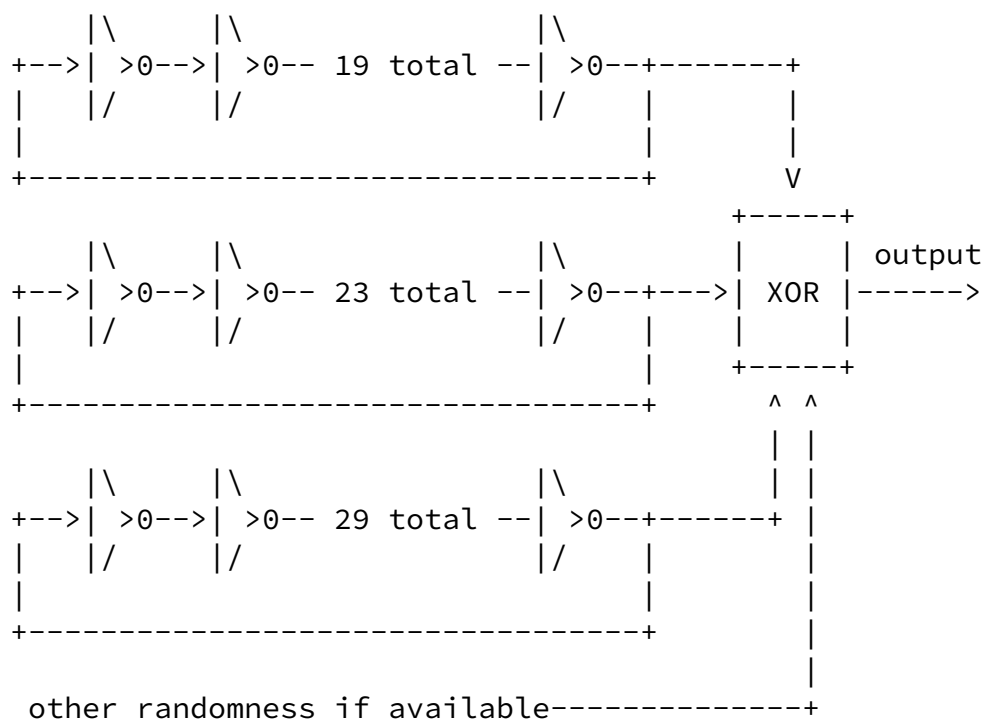 19 total
output
23 total
XOR
29 total
other randomness if available